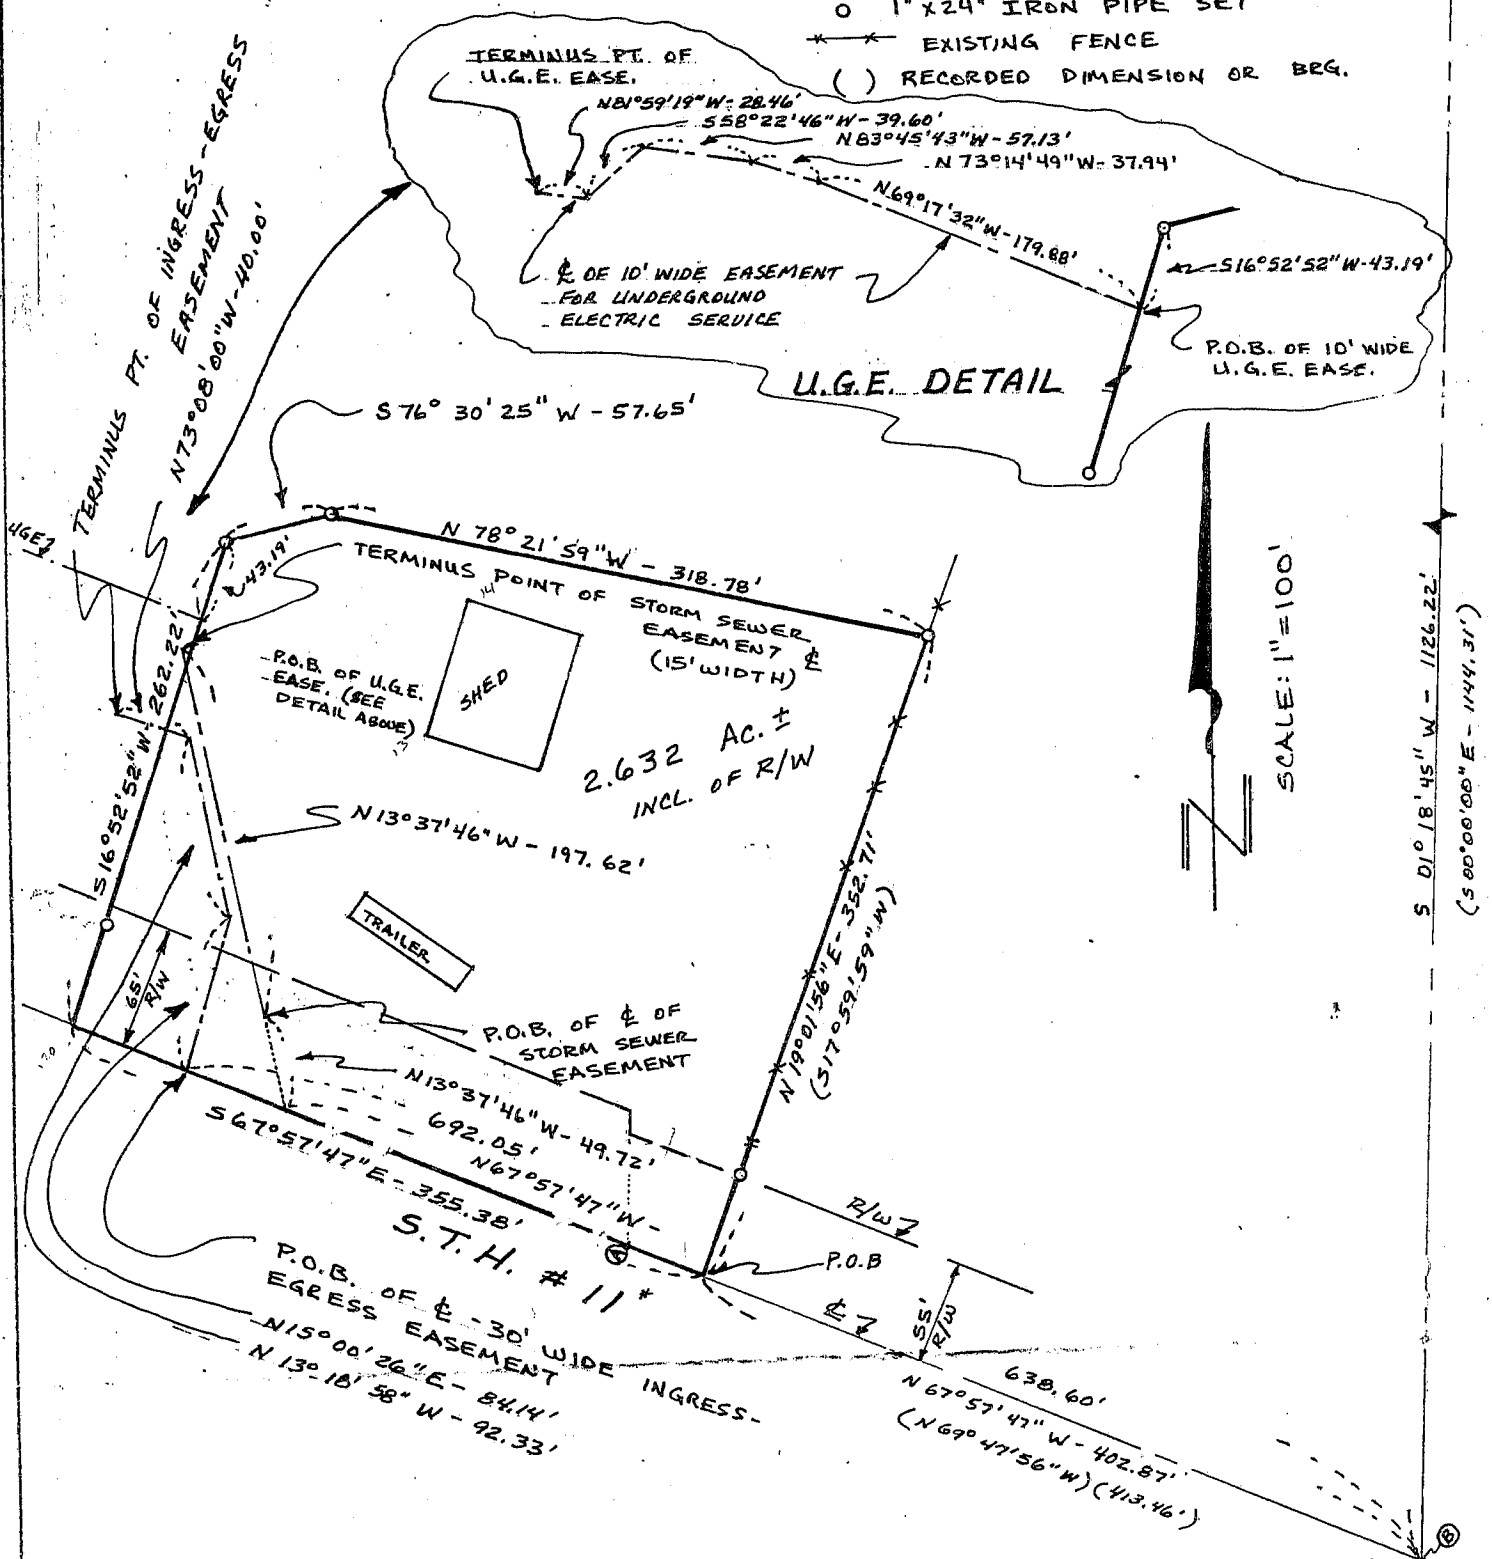 O 1" X 24" IRON PIPE SET
EXISTING FENCE
( ) RECORDED DIMENSION OR BRG.
TERMINUS PT. OF
U.G.E. EASE.
N81°59'19"W - 28.46'
S58°22'46"W - 39.60'
N83°45'43"W - 57.13'
N 73°14'49"W - 37.94'
N69°17'32"W - 179.88'
S16°52'52"W - 43.19'
℄ OF 10' WIDE EASEMENT
FOR UNDERGROUND
ELECTRIC SERVICE
P.O.B. OF 10' WIDE
U.G.E. EASE.
U.G.E. DETAIL
TERMINUS PT. OF INGRESS-EGRESS
EASEMENT
N73°08'00"W - 40.00'
S 76° 30' 25" W - 57.65'
UGE
43.19'
N 78° 21' 59" W - 318.78'
TERMINUS POINT OF STORM SEWER
EASEMENT ℄
(15' WIDTH)
14
SHED
13
P.O.B. OF U.G.E.
EASE. (SEE
DETAIL ABOVE)
2.632 AC. ±
INCL. OF R/W
S16°52'52"W - 262.22'
N13°37'46"W - 197.62'
TRAILER
65'
R/W
P.O.B. OF ℄ OF
STORM SEWER
EASEMENT
N19°01'56"E - 352.71'
(S17°59'59"W)
SCALE: 1" = 100'
N
S 01° 18' 45" W - 1126.22'
(S 00°00'00" E - 1144.31')
N13°37'46"W - 49.72'
692.05'
N67°57'47"W -
S67°57'47"E - 355.38'
S.T.H. # 11"
A
P.O.B
R/W
℄
55'
R/W
P.O.B. OF ℄ - 30' WIDE INGRESS-
EGRESS EASEMENT
N15°00'26"E - 84.14'
N 13°18'58" W - 92.33'
638.60'
N67°57'47" W - 402.87'
(N69°47'56"W) (413.46')
B